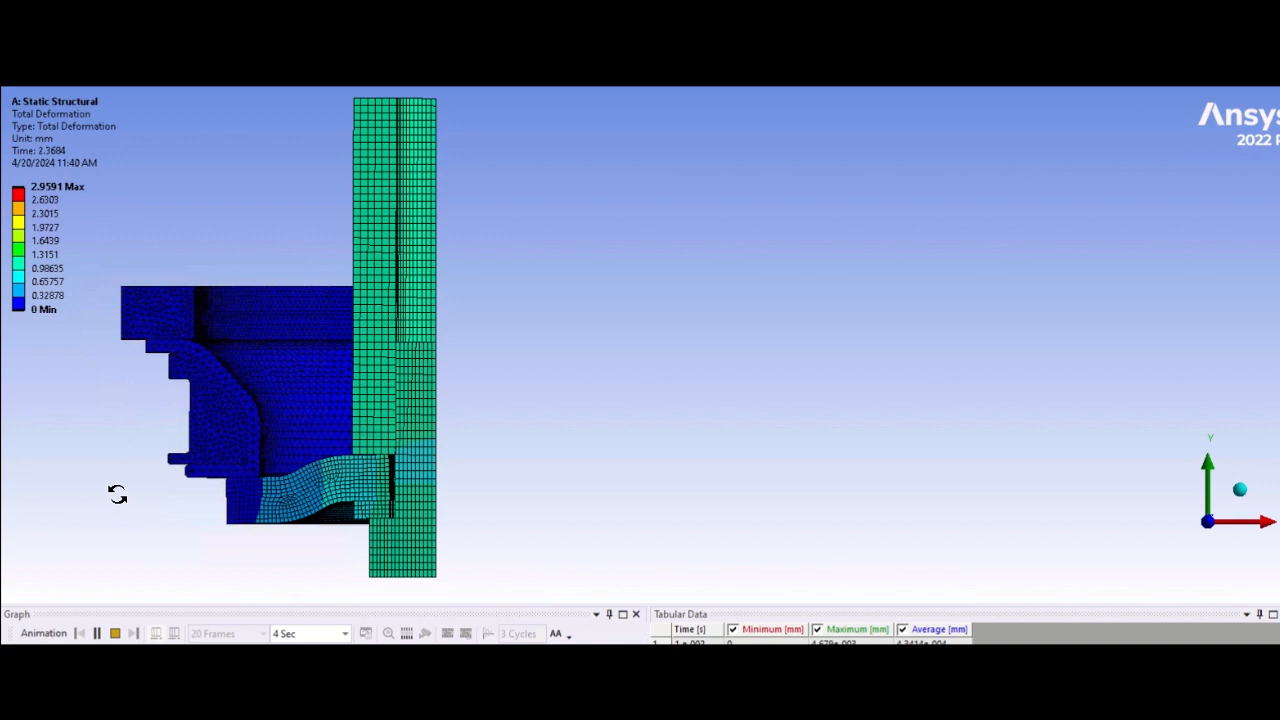 A: Static Structural
Total Deformation
Type: Total Deformation
Unit: mm
Time: 2.3684
4/20/2024 11:40 AM
2.9591 Max
2.6303
2.3015
1.9727
1.6439
1.3151
0.98635
0.65757
0.32878
0 Min
Ansys
2022
Y
Graph
Animation
20 Frames
4 Sec
3 Cycles
AA
Tabular Data
Time [s]
Minimum [mm]
Maximum [mm]
Average [mm]